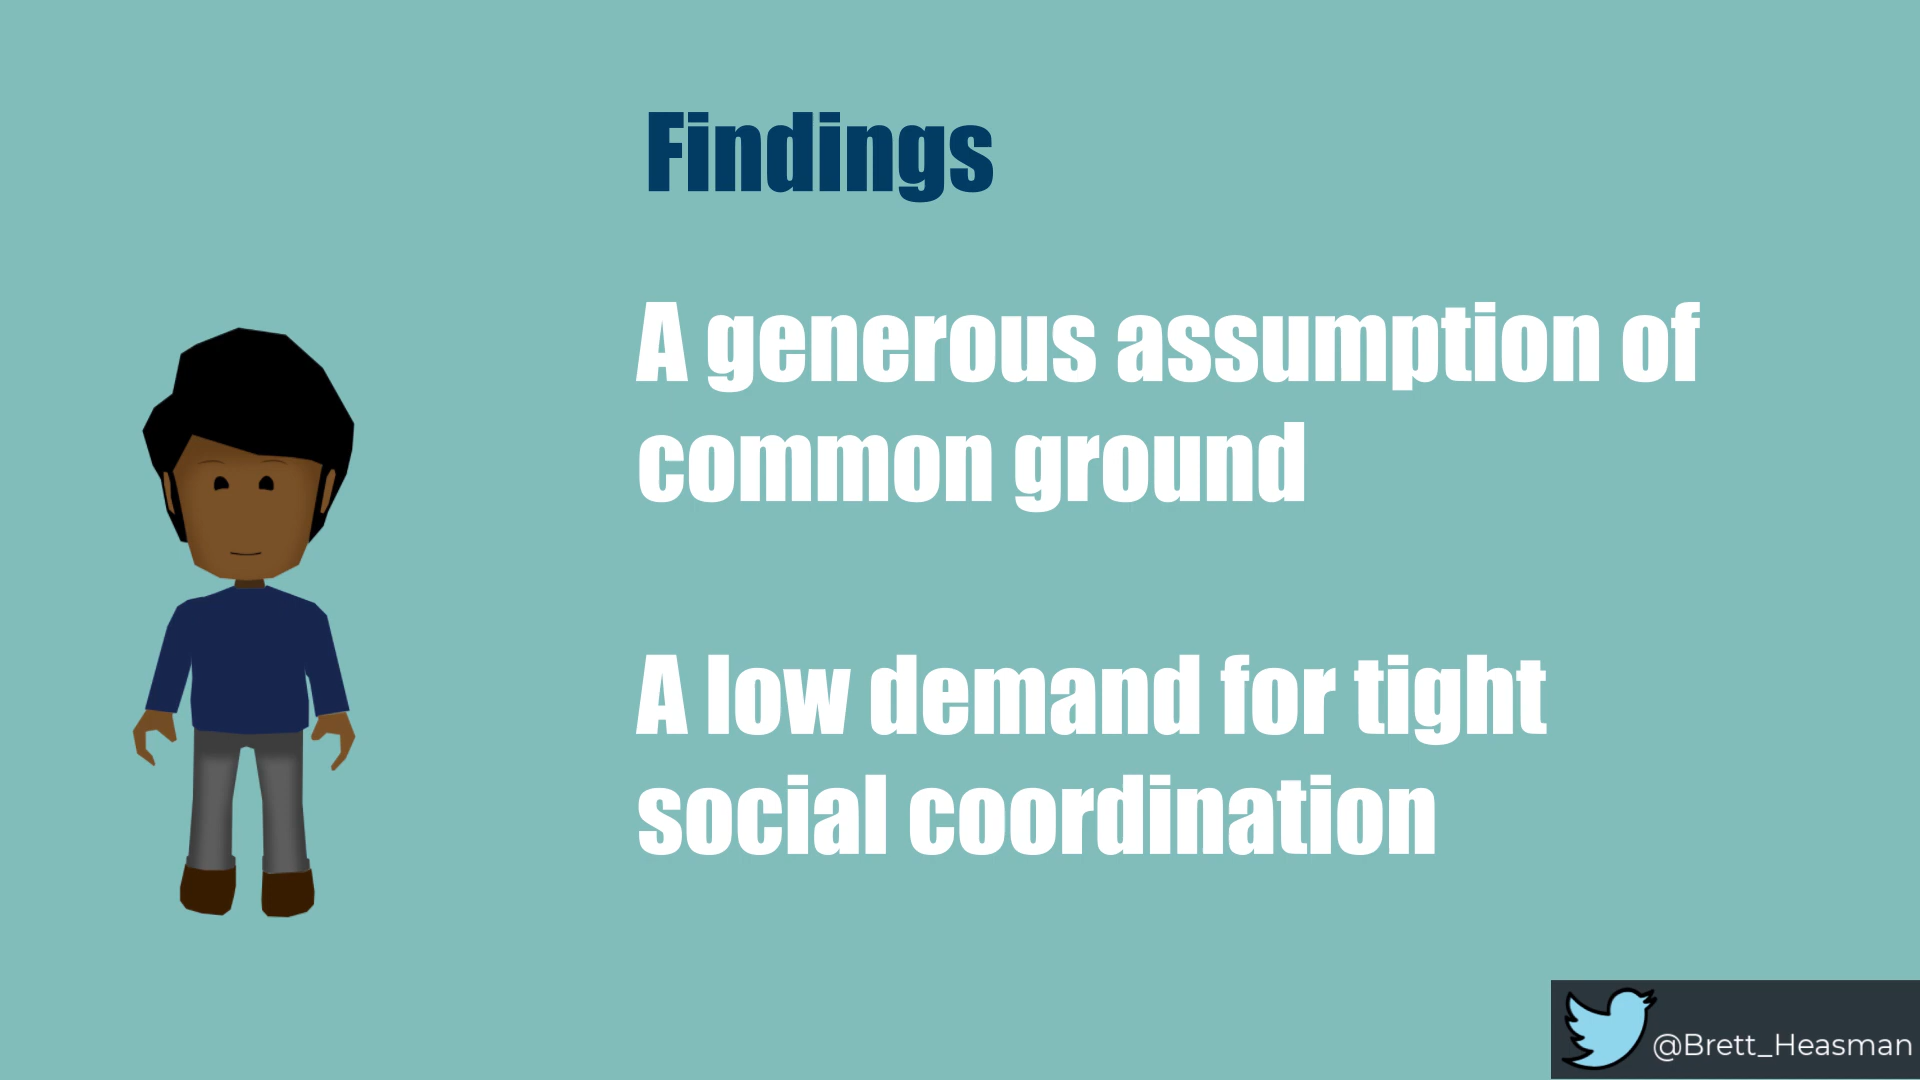 Findings
A generous assumption of
common ground
A low demand for tight
social coordination
@Brett_Heasman